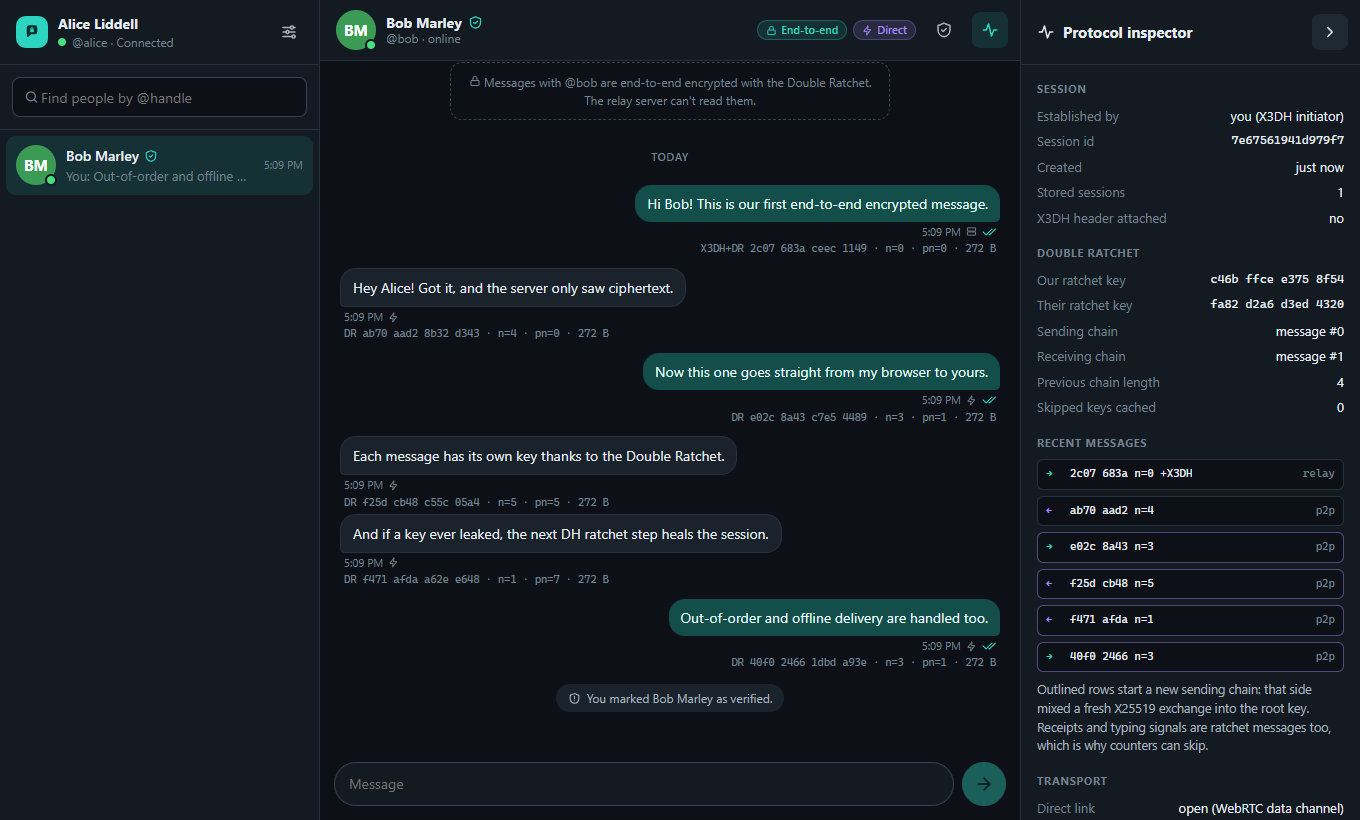 Alice Liddell
@alice · Connected
Find people by @handle
BM
Bob Marley
5:09 PM
You: Out-of-order and offline ...
BM
Bob Marley
@bob · online
End-to-end
Direct
Messages with @bob are end-to-end encrypted with the Double Ratchet.
The relay server can't read them.
TODAY
Hi Bob! This is our first end-to-end encrypted message.
5:09 PM
X3DH+DR 2c07 683a ceec 1149 · n=0 · pn=0 · 272 B
Hey Alice! Got it, and the server only saw ciphertext.
5:09 PM
DR ab70 aad2 8b32 d343 · n=4 · pn=0 · 272 B
Now this one goes straight from my browser to yours.
5:09 PM
DR e02c 8a43 c7e5 4489 · n=3 · pn=1 · 272 B
Each message has its own key thanks to the Double Ratchet.
5:09 PM
DR f25d cb48 c55c 05a4 · n=5 · pn=5 · 272 B
And if a key ever leaked, the next DH ratchet step heals the session.
5:09 PM
DR f471 afda a62e e648 · n=1 · pn=7 · 272 B
Out-of-order and offline delivery are handled too.
5:09 PM
DR 40f0 2466 1dbd a93e · n=3 · pn=1 · 272 B
You marked Bob Marley as verified.
Message
Protocol inspector
SESSION
Established by you (X3DH initiator)
Session id 7e67561941d979f7
Created just now
Stored sessions 1
X3DH header attached no
DOUBLE RATCHET
Our ratchet key c46b ffce e375 8f54
Their ratchet key fa82 d2a6 d3ed 4320
Sending chain message #0
Receiving chain message #1
Previous chain length 4
Skipped keys cached 0
RECENT MESSAGES
→ 2c07 683a n=0 +X3DH relay
← ab70 aad2 n=4 p2p
→ e02c 8a43 n=3 p2p
← f25d cb48 n=5 p2p
← f471 afda n=1 p2p
→ 40f0 2466 n=3 p2p
Outlined rows start a new sending chain: that side
mixed a fresh X25519 exchange into the root key.
Receipts and typing signals are ratchet messages too,
which is why counters can skip.
TRANSPORT
Direct link open (WebRTC data channel)